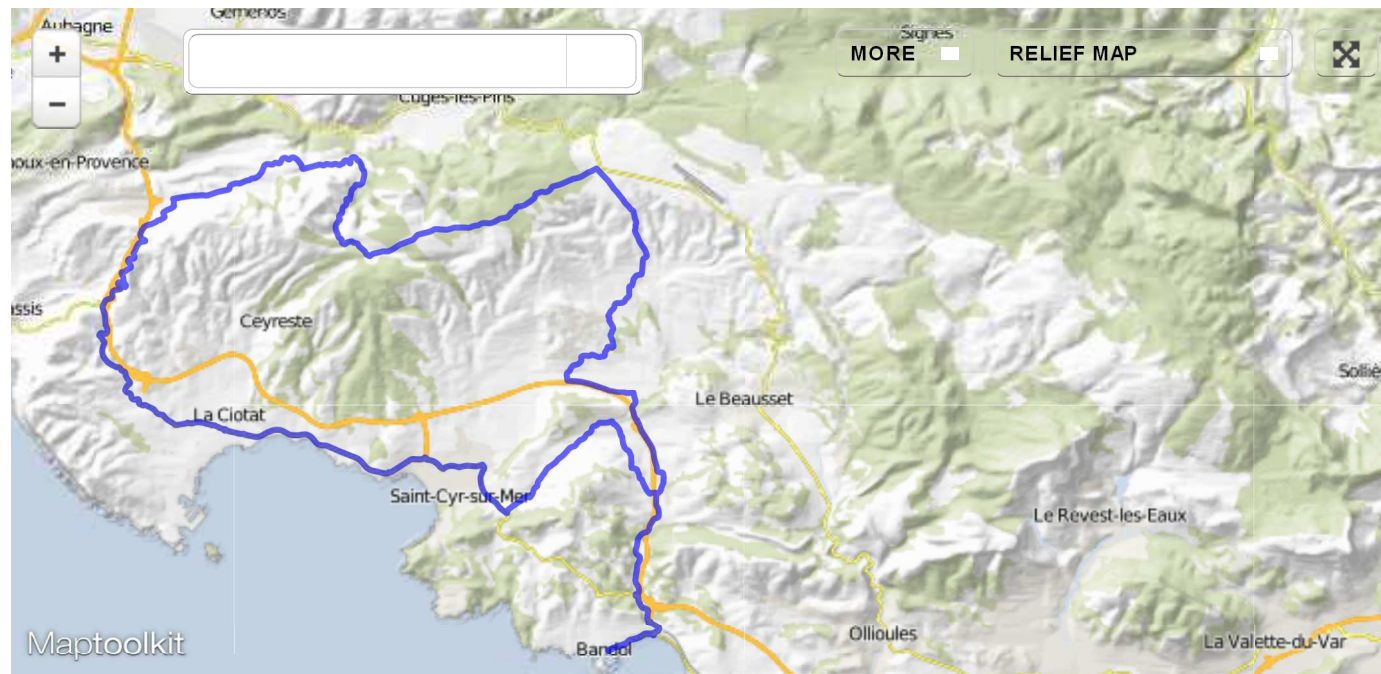 Gémenos
Aubagne
Signes
+
MORE
RELIEF MAP
−
Cuges-les-Pins
noux-en-Provence
assis
Ceyreste
Solliè
Le Beausset
La Ciotat
Saint-Cyr-sur-Mer
Le Revest-les-Eaux
Ollioules
La Valette-du-Var
Maptoolkit
Bandol